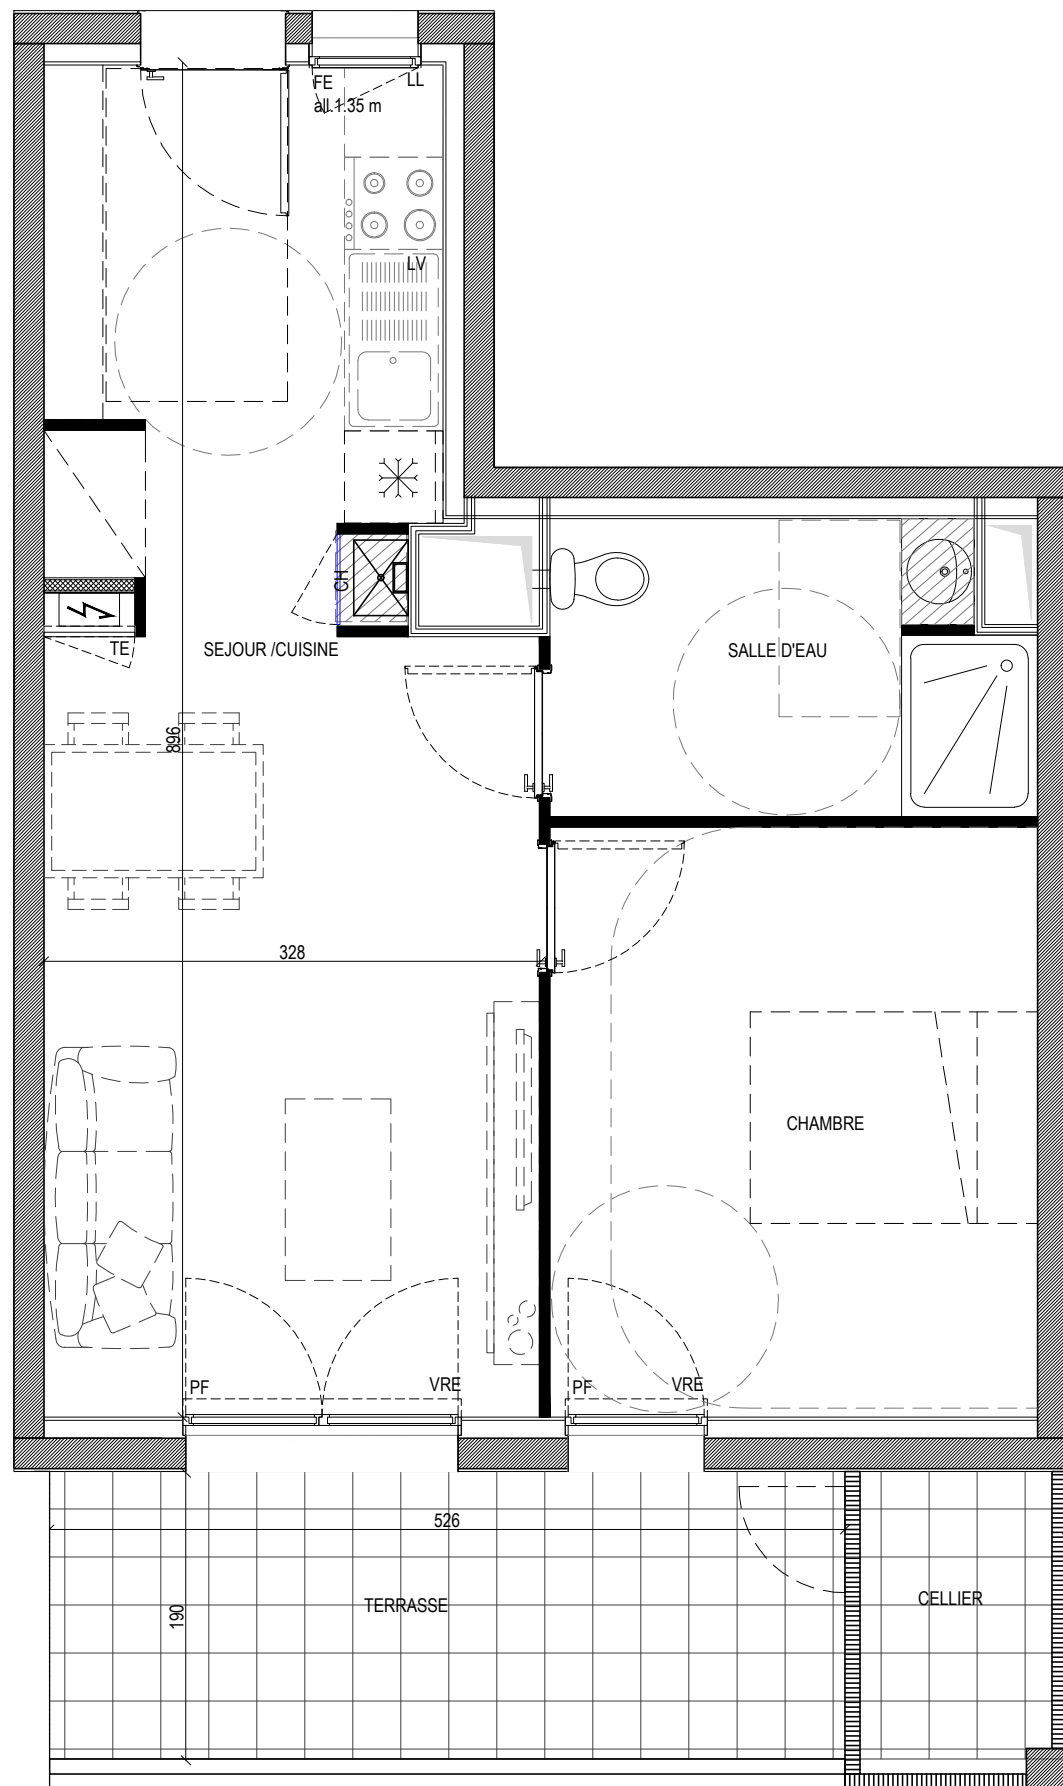 FE
all.1.35 m
LL
LV
CH
TE
SEJOUR /CUISINE
SALLE D'EAU
896
328
CHAMBRE
PF
VRE
PF
VRE
526
190
TERRASSE
CELLIER